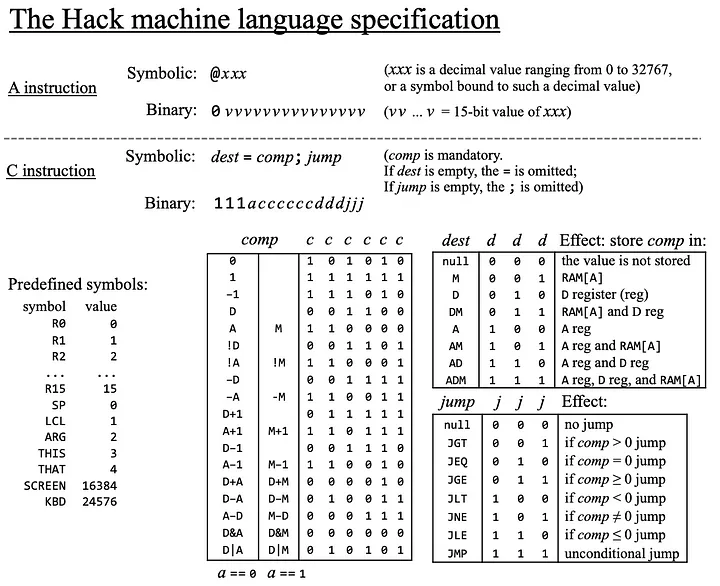 The Hack machine language specification
A instruction
Symbolic: @xxx (xxx is a decimal value ranging from 0 to 32767,
or a symbol bound to such a decimal value)
Binary: 0 vvvvvvvvvvvvvvv (vv ... v = 15-bit value of xxx)
C instruction
Symbolic: dest = comp; jump (comp is mandatory.
If dest is empty, the = is omitted;
If jump is empty, the ; is omitted)
Binary: 111accccccdddjjj
Predefined symbols:
symbol value
R0 0
R1 1
R2 2
... ...
R15 15
SP 0
LCL 1
ARG 2
THIS 3
THAT 4
SCREEN 16384
KBD 24576
comp c c c c c c
0 1 0 1 0 1 0
1 1 1 1 1 1 1
-1 1 1 1 0 1 0
D 0 0 1 1 0 0
A M 1 1 0 0 0 0
!D 0 0 1 1 1 1
!A !M 1 1 0 0 0 1
-D 0 0 1 1 1 1
-A -M 1 1 0 0 1 1
D+1 0 1 1 1 1 1
A+1 M+1 1 1 0 1 1 1
D-1 0 0 1 1 1 0
A-1 M-1 1 1 0 0 1 0
D+A D+M 0 0 0 0 1 0
D-A D-M 0 1 0 0 1 1
A-D M-D 0 0 0 1 1 1
D&A D&M 0 0 0 0 0 0
D|A D|M 0 1 0 1 0 1
a == 0 a == 1
dest d d d Effect: store comp in:
null 0 0 0 the value is not stored
M 0 0 1 RAM[A]
D 0 1 0 D register (reg)
DM 0 1 1 RAM[A] and D reg
A 1 0 0 A reg
AM 1 0 1 A reg and RAM[A]
AD 1 1 0 A reg and D reg
ADM 1 1 1 A reg, D reg, and RAM[A]
jump j j j Effect:
null 0 0 0 no jump
JGT 0 0 1 if comp > 0 jump
JEQ 0 1 0 if comp = 0 jump
JGE 0 1 1 if comp ≥ 0 jump
JLT 1 0 0 if comp < 0 jump
JNE 1 0 1 if comp ≠ 0 jump
JLE 1 1 0 if comp ≤ 0 jump
JMP 1 1 1 unconditional jump